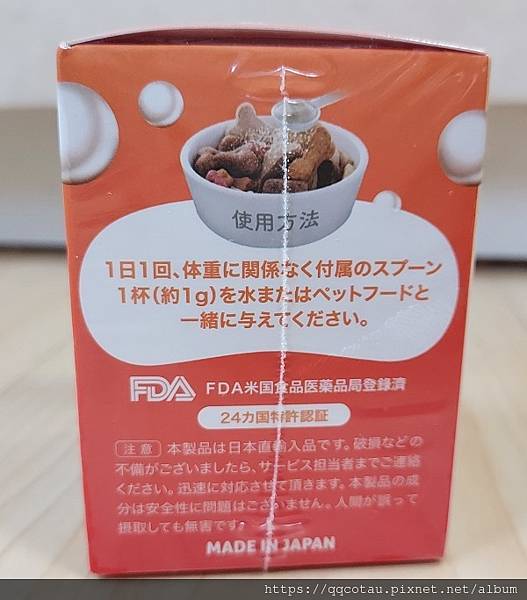 使用方法
1日1回、体重に関係なく付属のスプーン
1杯(約1g)を水またはペットフードと
一緒に与えてください。
FDA FDA米国食品医薬品局登録済
24カ国特許認証
注意 本製品は日本直輸入品です。破損などの
不備がございましたら、サービス担当者までご連絡
ください。迅速に対応させて頂きます。本製品の成
分は安全性に問題はございません。人間が誤って
摂取しても無害です。
MADE IN JAPAN
https://qqcotau.pixnet.net/album